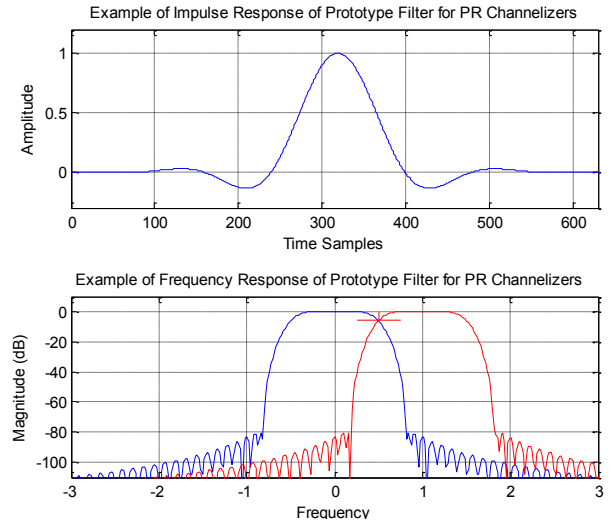 Example of Impulse Response of Prototype Filter for PR Channelizers
1
0.5
0
Amplitude
0 100 200 300 400 500 600
Time Samples
Example of Frequency Response of Prototype Filter for PR Channelizers
0
-20
-40
-60
-80
-100
Magnitude (dB)
-3 -2 -1 0 1 2 3
Frequency